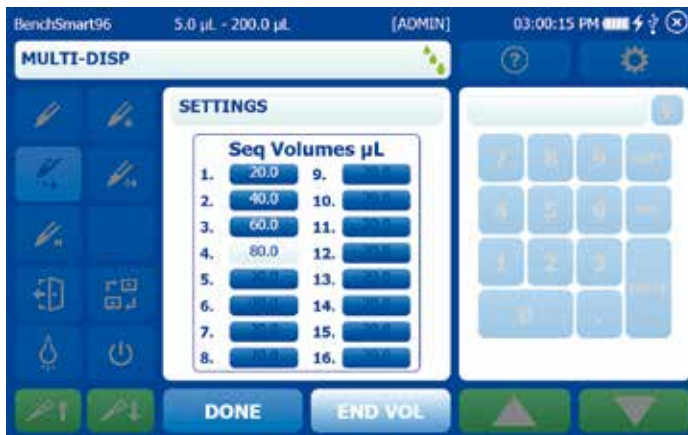 BenchSmart96 5.0 µL - 200.0 µL [ADMIN] 03:00:15 PM
MULTI-DISP
?
SETTINGS
Seq Volumes µL
1. 20.0 9.
2. 40.0 10.
3. 60.0 11.
4. 80.0 12.
5. 13.
6. 14.
7. 15.
8. 16.
7 8 9
4 5 6
1 2 3
0 .
DONE END VOL